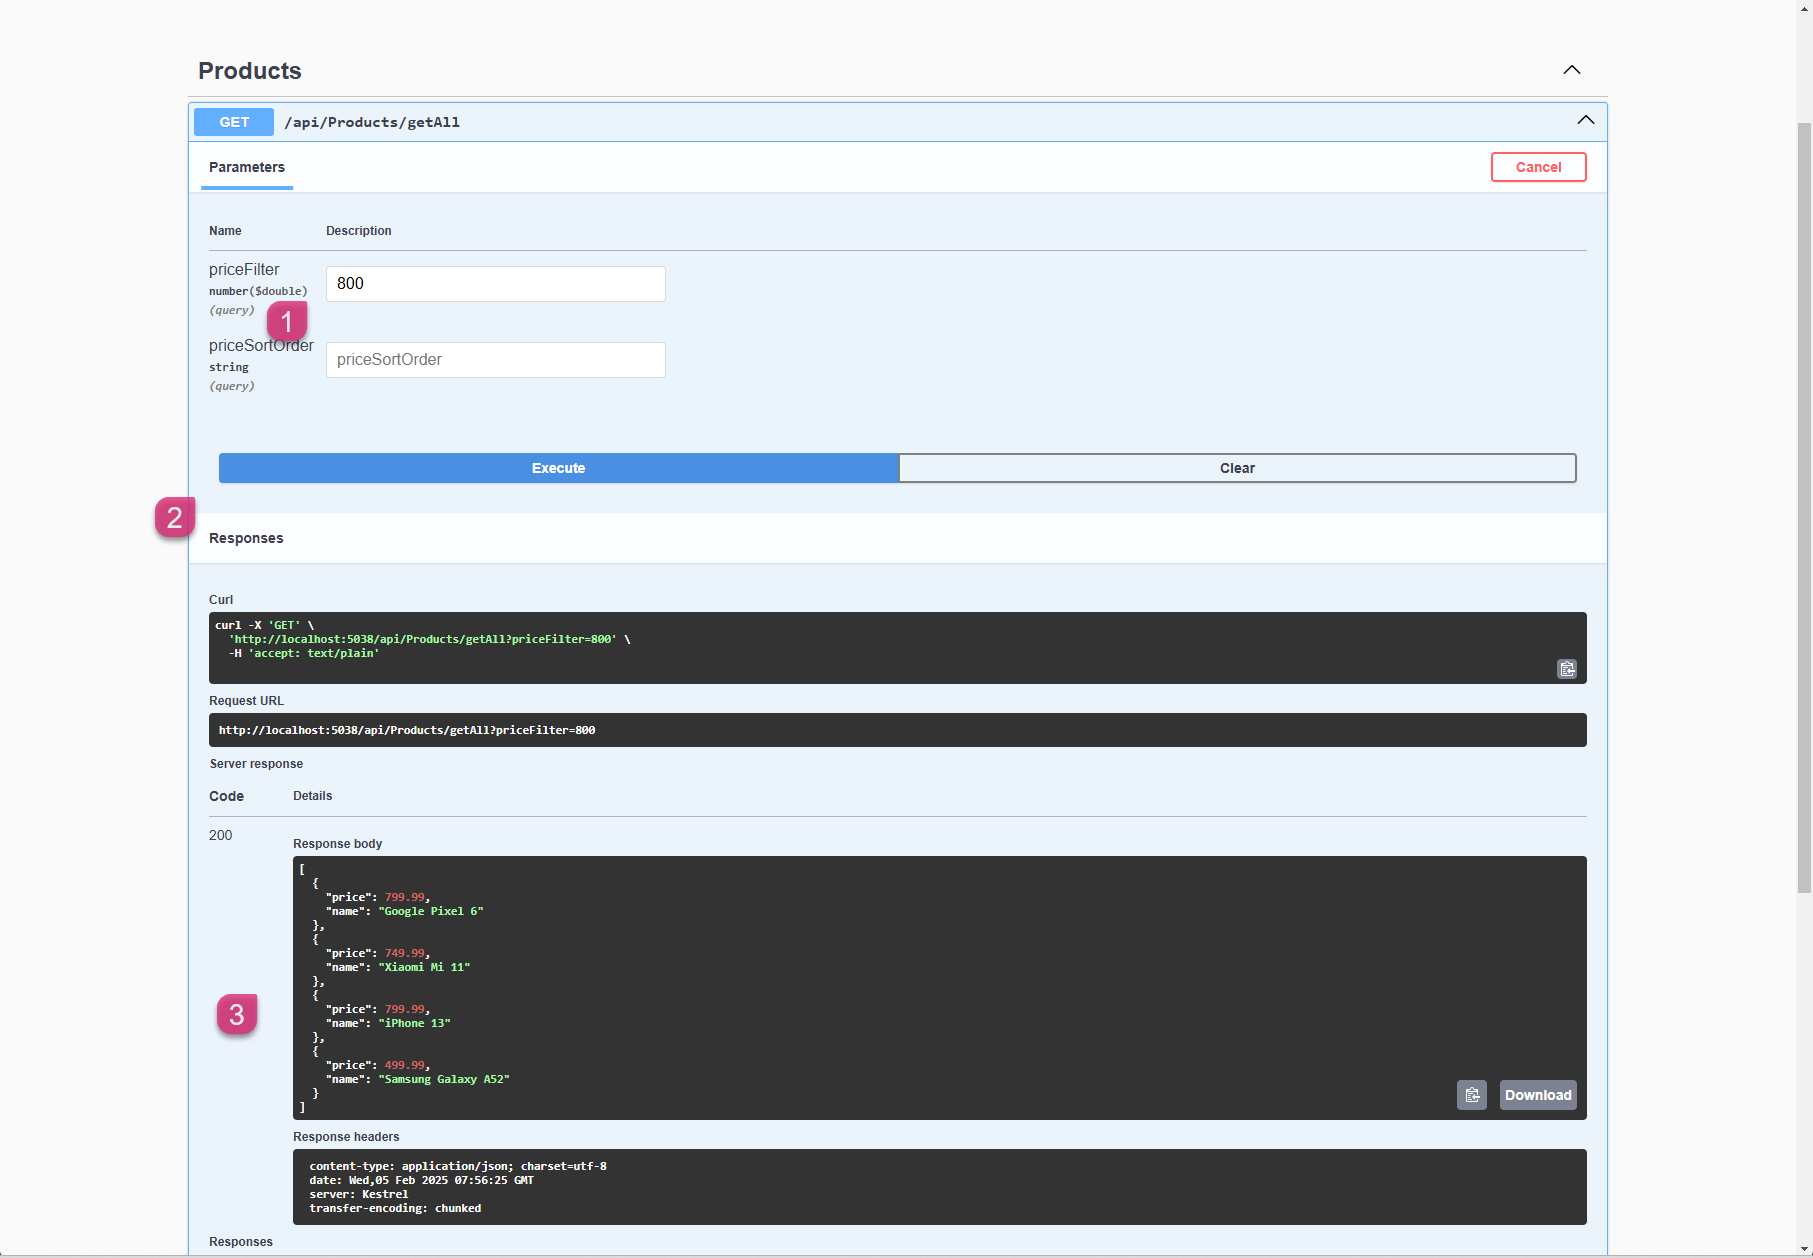 Products
GET /api/Products/getAll
Parameters
Cancel
Name Description
priceFilter
number($double)
(query)
800
1
priceSortOrder
string
(query)
priceSortOrder
Execute Clear
2
Responses
Curl
curl -X 'GET' \
'http://localhost:5038/api/Products/getAll?priceFilter=800' \
-H 'accept: text/plain'
Request URL
http://localhost:5038/api/Products/getAll?priceFilter=800
Server response
Code Details
200
Response body
[
{
"price": 799.99,
"name": "Google Pixel 6"
},
{
"price": 749.99,
"name": "Xiaomi Mi 11"
},
{
"price": 799.99,
"name": "iPhone 13"
},
{
"price": 499.99,
"name": "Samsung Galaxy A52"
}
]
3
Download
Response headers
content-type: application/json; charset=utf-8
date: Wed,05 Feb 2025 07:56:25 GMT
server: Kestrel
transfer-encoding: chunked
Responses